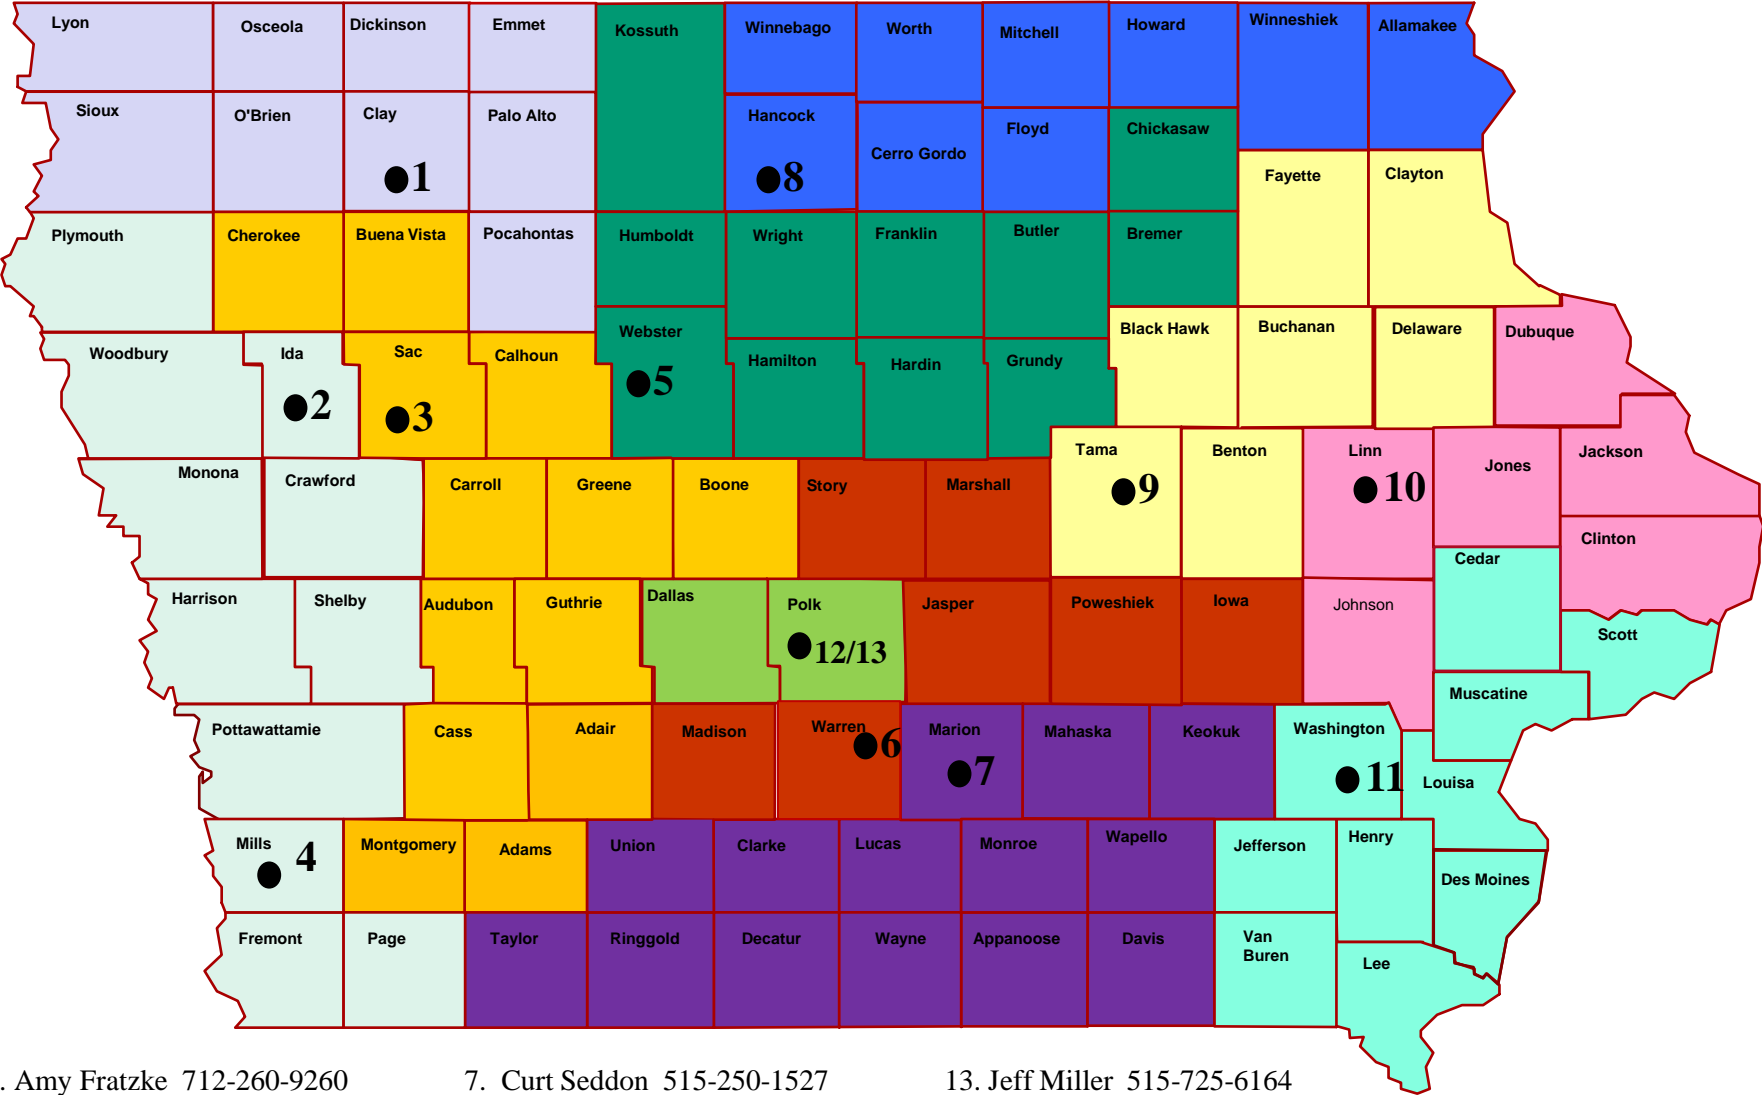 Lyon
Osceola
Dickinson
Emmet
Kossuth
Winnebago
Worth
Mitchell
Howard
Winneshiek
Allamakee
Sioux
O'Brien
Clay
Palo Alto
Hancock
Cerro Gordo
Floyd
Chickasaw
Fayette
Clayton
1
8
Plymouth
Cherokee
Buena Vista
Pocahontas
Humboldt
Wright
Franklin
Butler
Bremer
Woodbury
Ida
Sac
Calhoun
Webster
Hamilton
Hardin
Grundy
Black Hawk
Buchanan
Delaware
Dubuque
2
3
5
Monona
Crawford
Carroll
Greene
Boone
Story
Marshall
Tama
Benton
Linn
Jones
Jackson
9
10
Clinton
Cedar
Harrison
Shelby
Audubon
Guthrie
Dallas
Polk
Jasper
Poweshiek
Iowa
Johnson
Scott
12/13
Muscatine
Pottawattamie
Cass
Adair
Madison
Warren
Marion
Mahaska
Keokuk
Washington
6
7
11
Louisa
Mills
4
Montgomery
Adams
Union
Clarke
Lucas
Monroe
Wapello
Jefferson
Henry
Des Moines
Fremont
Page
Taylor
Ringgold
Decatur
Wayne
Appanoose
Davis
Van
Buren
Lee
. Amy Fratzke 712-260-9260
7. Curt Seddon 515-250-1527
13. Jeff Miller 515-725-6164